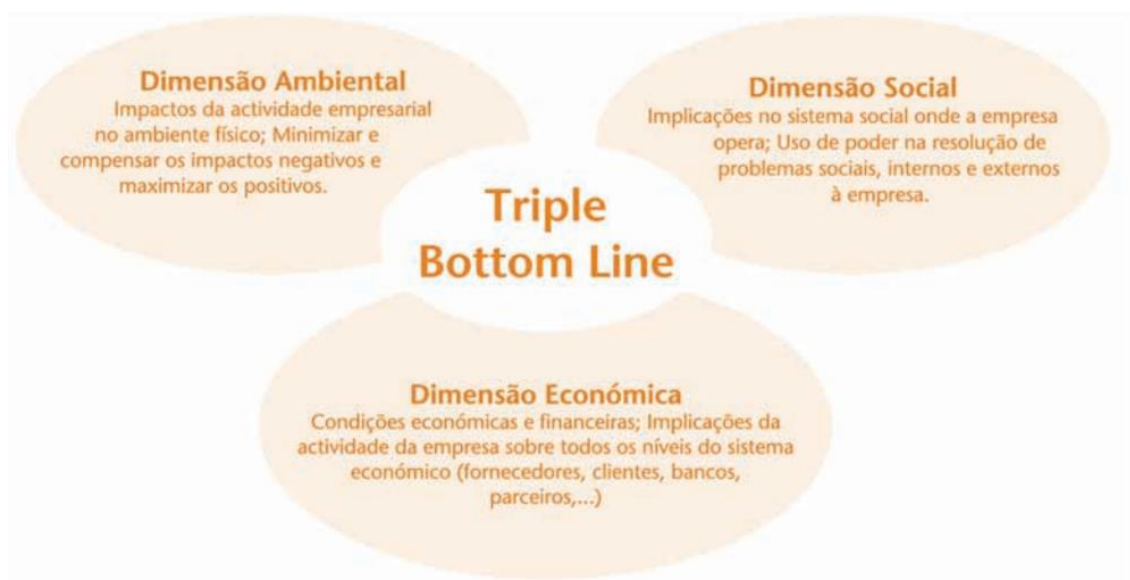 Dimensão Ambiental
Impactos da actividade empresarial
no ambiente físico; Minimizar e
compensar os impactos negativos e
maximizar os positivos.
Dimensão Social
Implicações no sistema social onde a empresa
opera; Uso de poder na resolução de
problemas sociais, internos e externos
à empresa.
Triple
Bottom Line
Dimensão Económica
Condições económicas e financeiras; Implicações da
actividade da empresa sobre todos os níveis do sistema
económico (fornecedores, clientes, bancos,
parceiros,...)